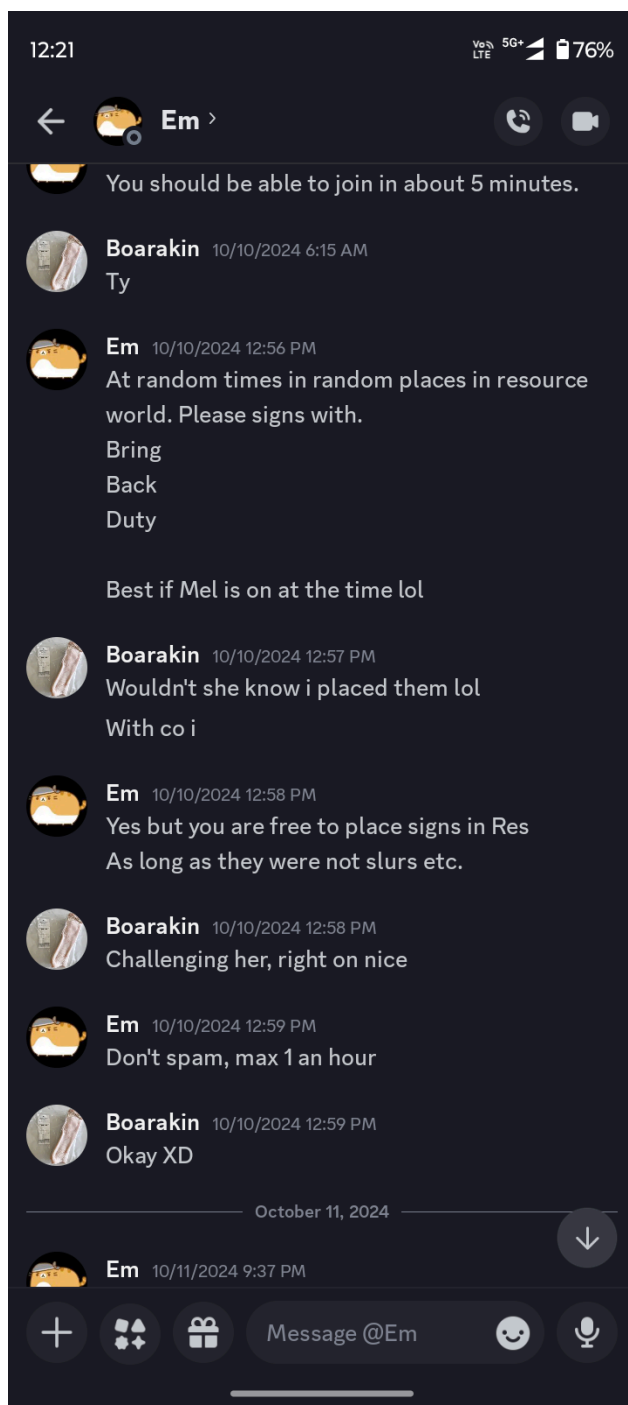 12:21
Vo)) LTE 5G+ 76%
Em
You should be able to join in about 5 minutes.
Boarakin 10/10/2024 6:15 AM
Ty
Em 10/10/2024 12:56 PM
At random times in random places in resource
world. Please signs with.
Bring
Back
Duty
Best if Mel is on at the time lol
Boarakin 10/10/2024 12:57 PM
Wouldn't she know i placed them lol
With co i
Em 10/10/2024 12:58 PM
Yes but you are free to place signs in Res
As long as they were not slurs etc.
Boarakin 10/10/2024 12:58 PM
Challenging her, right on nice
Em 10/10/2024 12:59 PM
Don't spam, max 1 an hour
Boarakin 10/10/2024 12:59 PM
Okay XD
October 11, 2024
Em 10/11/2024 9:37 PM
Message @Em